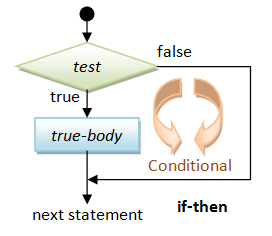 false
test
true
true-body
Conditional
next statement
if-then